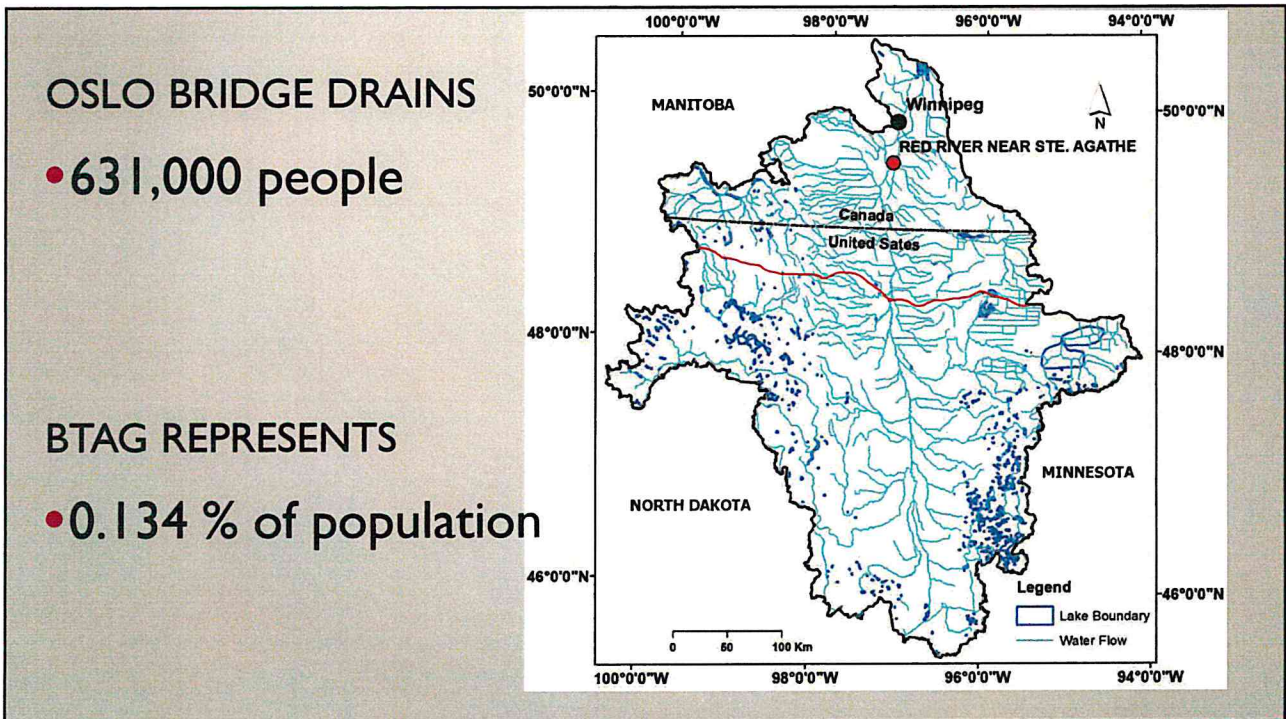 OSLO BRIDGE DRAINS
•631,000 people
BTAG REPRESENTS
•0.134 % of population
100°0'0"W 98°0'0"W 96°0'0"W 94°0'0"W
50°0'0"N
MANITOBA
Winnipeg
50°0'0"N
N
RED RIVER NEAR STE. AGATHE
Canada
United Sates
48°0'0"N
48°0'0"N
MINNESOTA
NORTH DAKOTA
46°0'0"N
46°0'0"N
Legend
Lake Boundary
Water Flow
0 50 100 Km
100°0'0"W 98°0'0"W 96°0'0"W 94°0'0"W